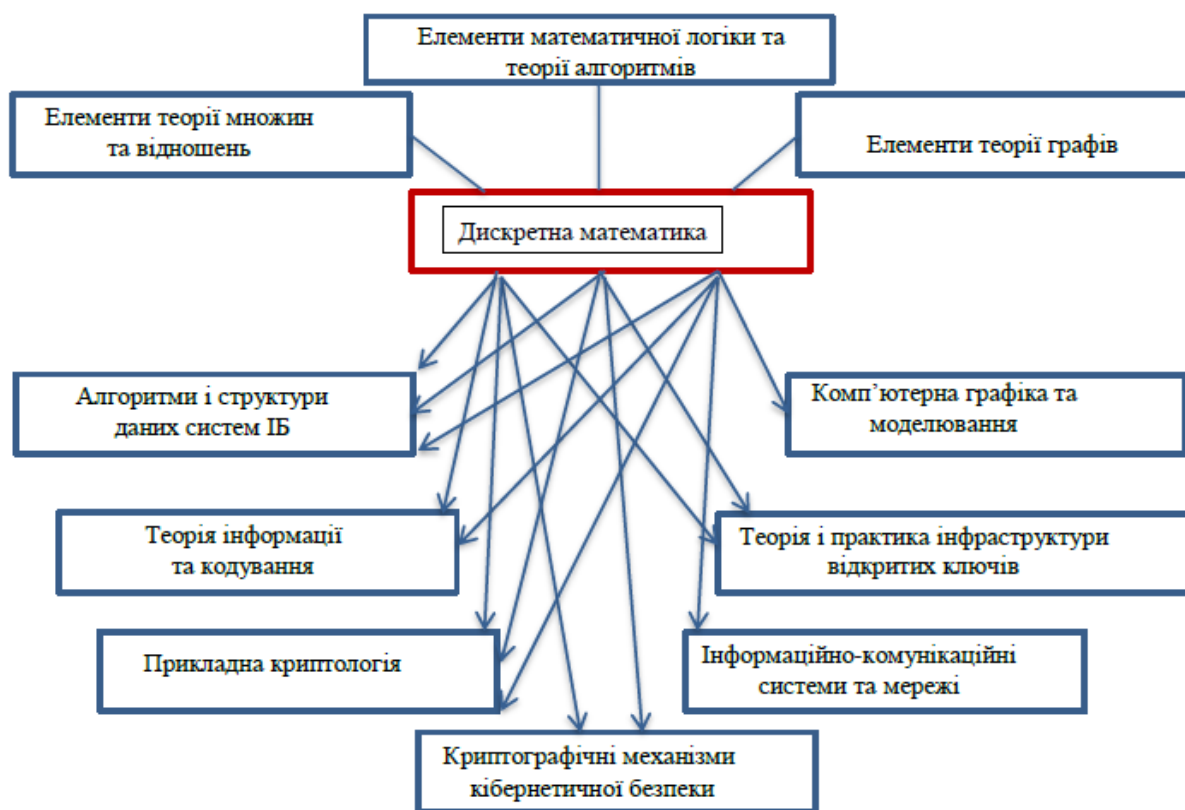 Елементи математичної логіки та
теорії алгоритмів
Елементи теорії множин
та відношень
Елементи теорії графів
Дискретна математика
Алгоритми і структури
даних систем ІБ
Комп’ютерна графіка та
моделювання
Теорія інформації
та кодування
Теорія і практика інфраструктури
відкритих ключів
Прикладна криптологія
Інформаційно-комунікаційні
системи та мережі
Криптографічні механізми
кібернетичної безпеки